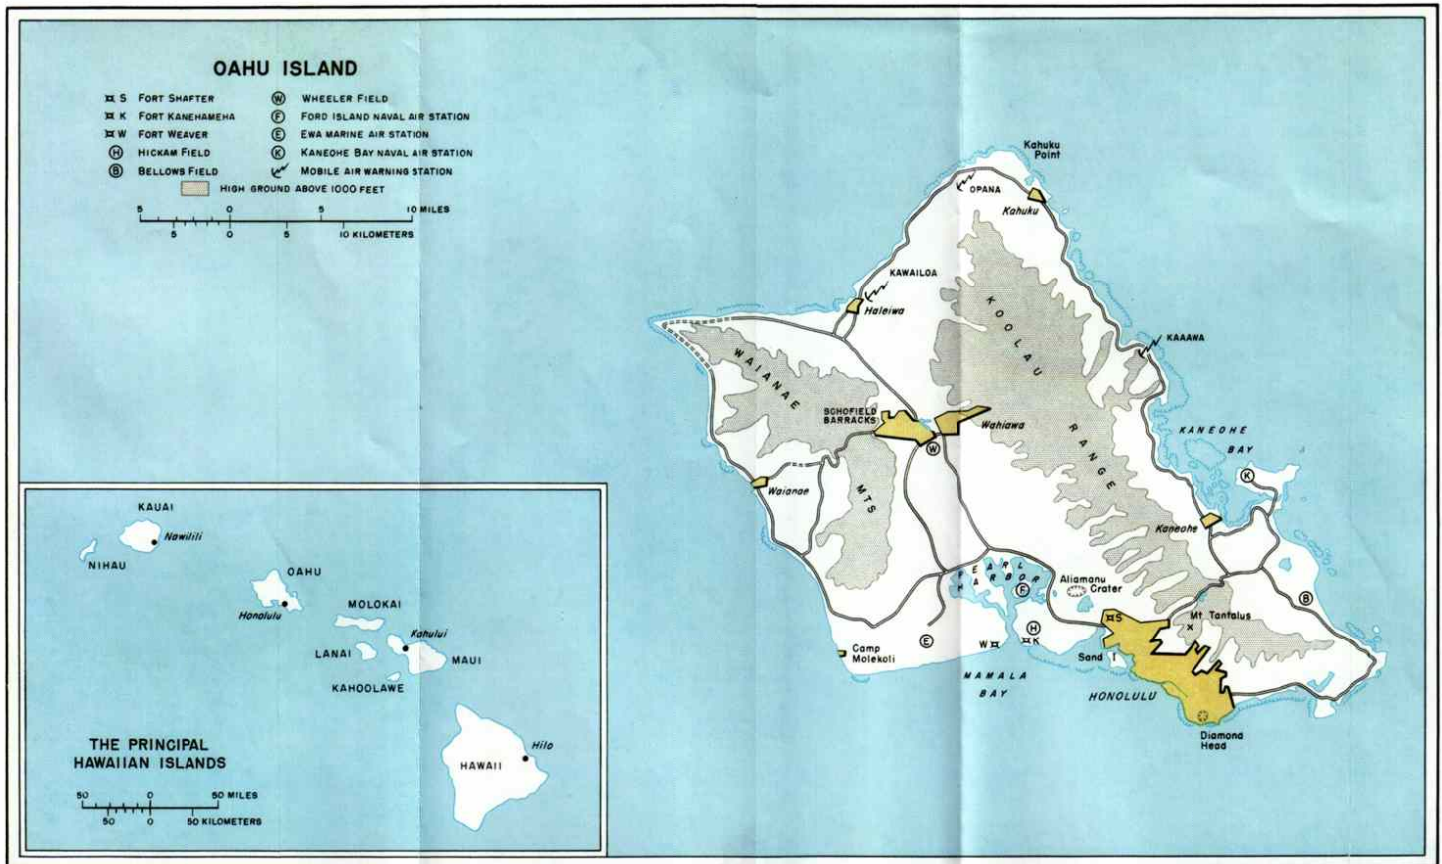 OAHU ISLAND
S FORT SHAFTER
K FORT KANEHAMEHA
W FORT WEAVER
H HICKAM FIELD
B BELLOWS FIELD
W WHEELER FIELD
F FORD ISLAND NAVAL AIR STATION
E EWA MARINE AIR STATION
K KANEOHE BAY NAVAL AIR STATION
MOBILE AIR WARNING STATION
HIGH GROUND ABOVE 1000 FEET
5 0 5 10 MILES
5 0 5 10 KILOMETERS
Kahuku
Point
OPANA
Kahuku
KAWAILOA
Haleiwa
KOOLAU RANGE
KAAAWA
WAIANAE MTS
SCHOFIELD
BARRACKS
Wahiawa
W
KANEOHE
BAY
K
Waianae
Kaneohe
PEARL
HARBOR
F
Aliamanu
Crater
B
S
Mt Tantalus
H
K
W
E
Camp
Molekoli
Sand I
MAMALA
BAY
HONOLULU
Diamond
Head
KAUAI
Nawilili
NIHAU
OAHU
Honolulu
MOLOKAI
Kahului
LANAI
MAUI
KAHOOLAWE
Hilo
HAWAII
THE PRINCIPAL
HAWAIIAN ISLANDS
50 0 50 MILES
50 0 50 KILOMETERS